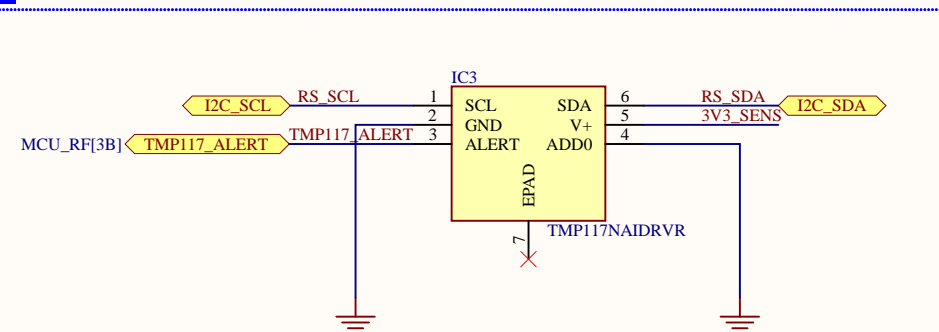 IC3
I2C_SCL RS_SCL 1 SCL SDA 6 RS_SDA I2C_SDA
2 GND V+ 5 3V3_SENS
MCU_RF[3B] TMP117_ALERT TMP117_ALERT 3 ALERT ADD0 4
EPAD
7
TMP117NAIDRVR